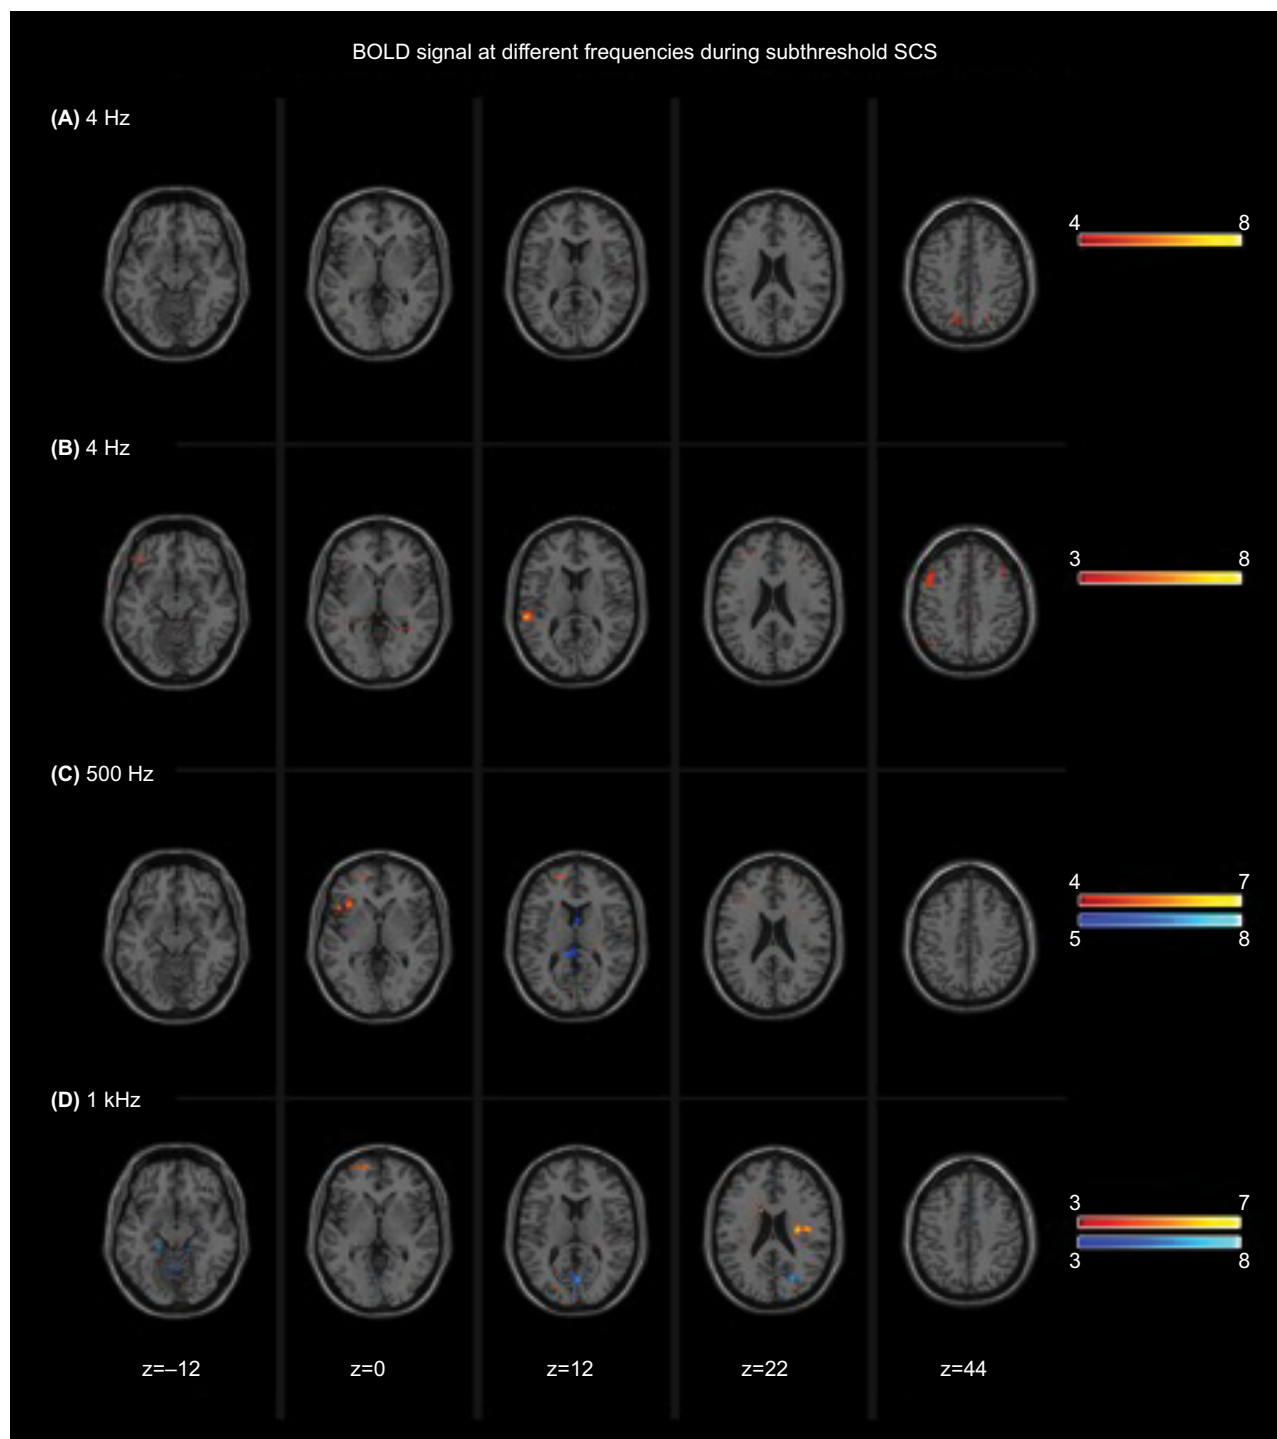 BOLD signal at different frequencies during subthreshold SCS
(A) 4 Hz
4 8
(B) 4 Hz
3 8
(C) 500 Hz
4 7
5 8
(D) 1 kHz
3 7
3 8
z=–12 z=0 z=12 z=22 z=44